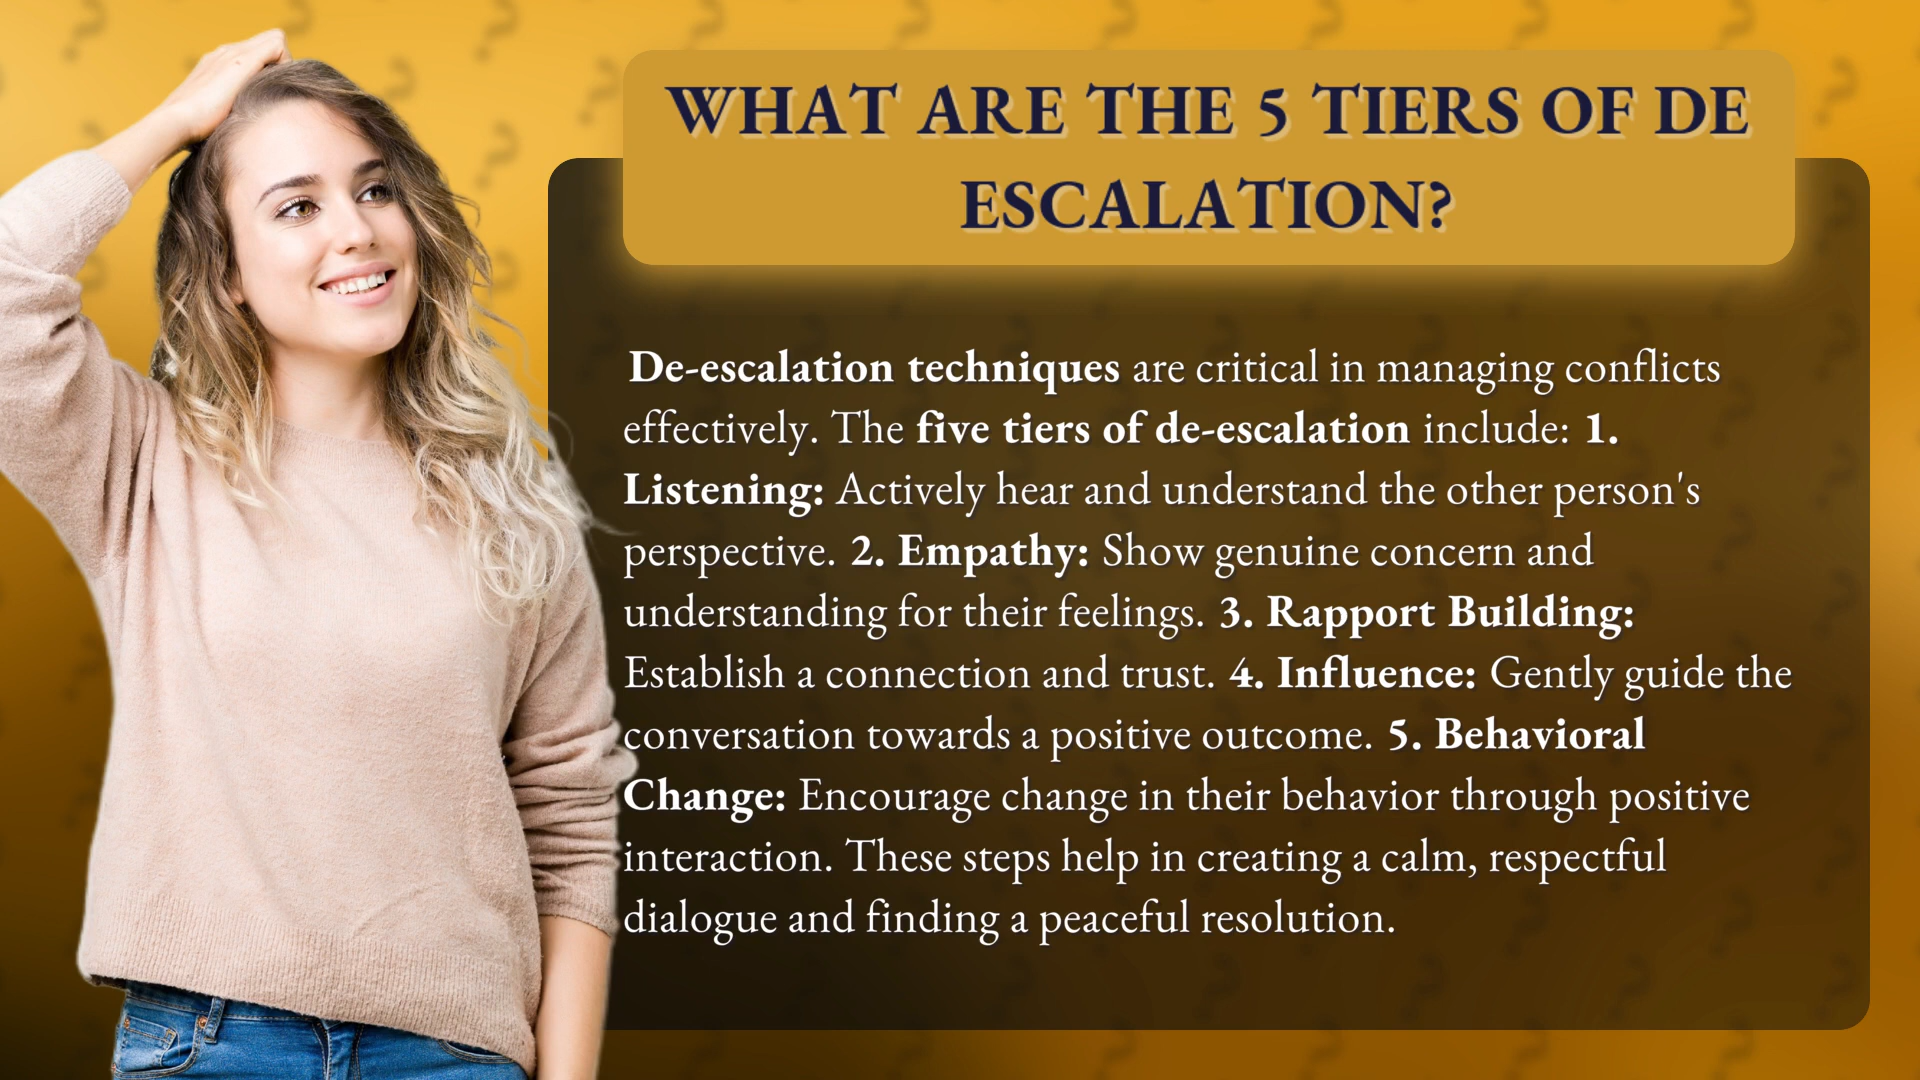 WHAT ARE THE 5 TIERS OF DE
ESCALATION?
De-escalation techniques are critical in managing conflicts
effectively. The five tiers of de-escalation include: 1.
Listening: Actively hear and understand the other person's
perspective. 2. Empathy: Show genuine concern and
understanding for their feelings. 3. Rapport Building:
Establish a connection and trust. 4. Influence: Gently guide the
conversation towards a positive outcome. 5. Behavioral
Change: Encourage change in their behavior through positive
interaction. These steps help in creating a calm, respectful
dialogue and finding a peaceful resolution.